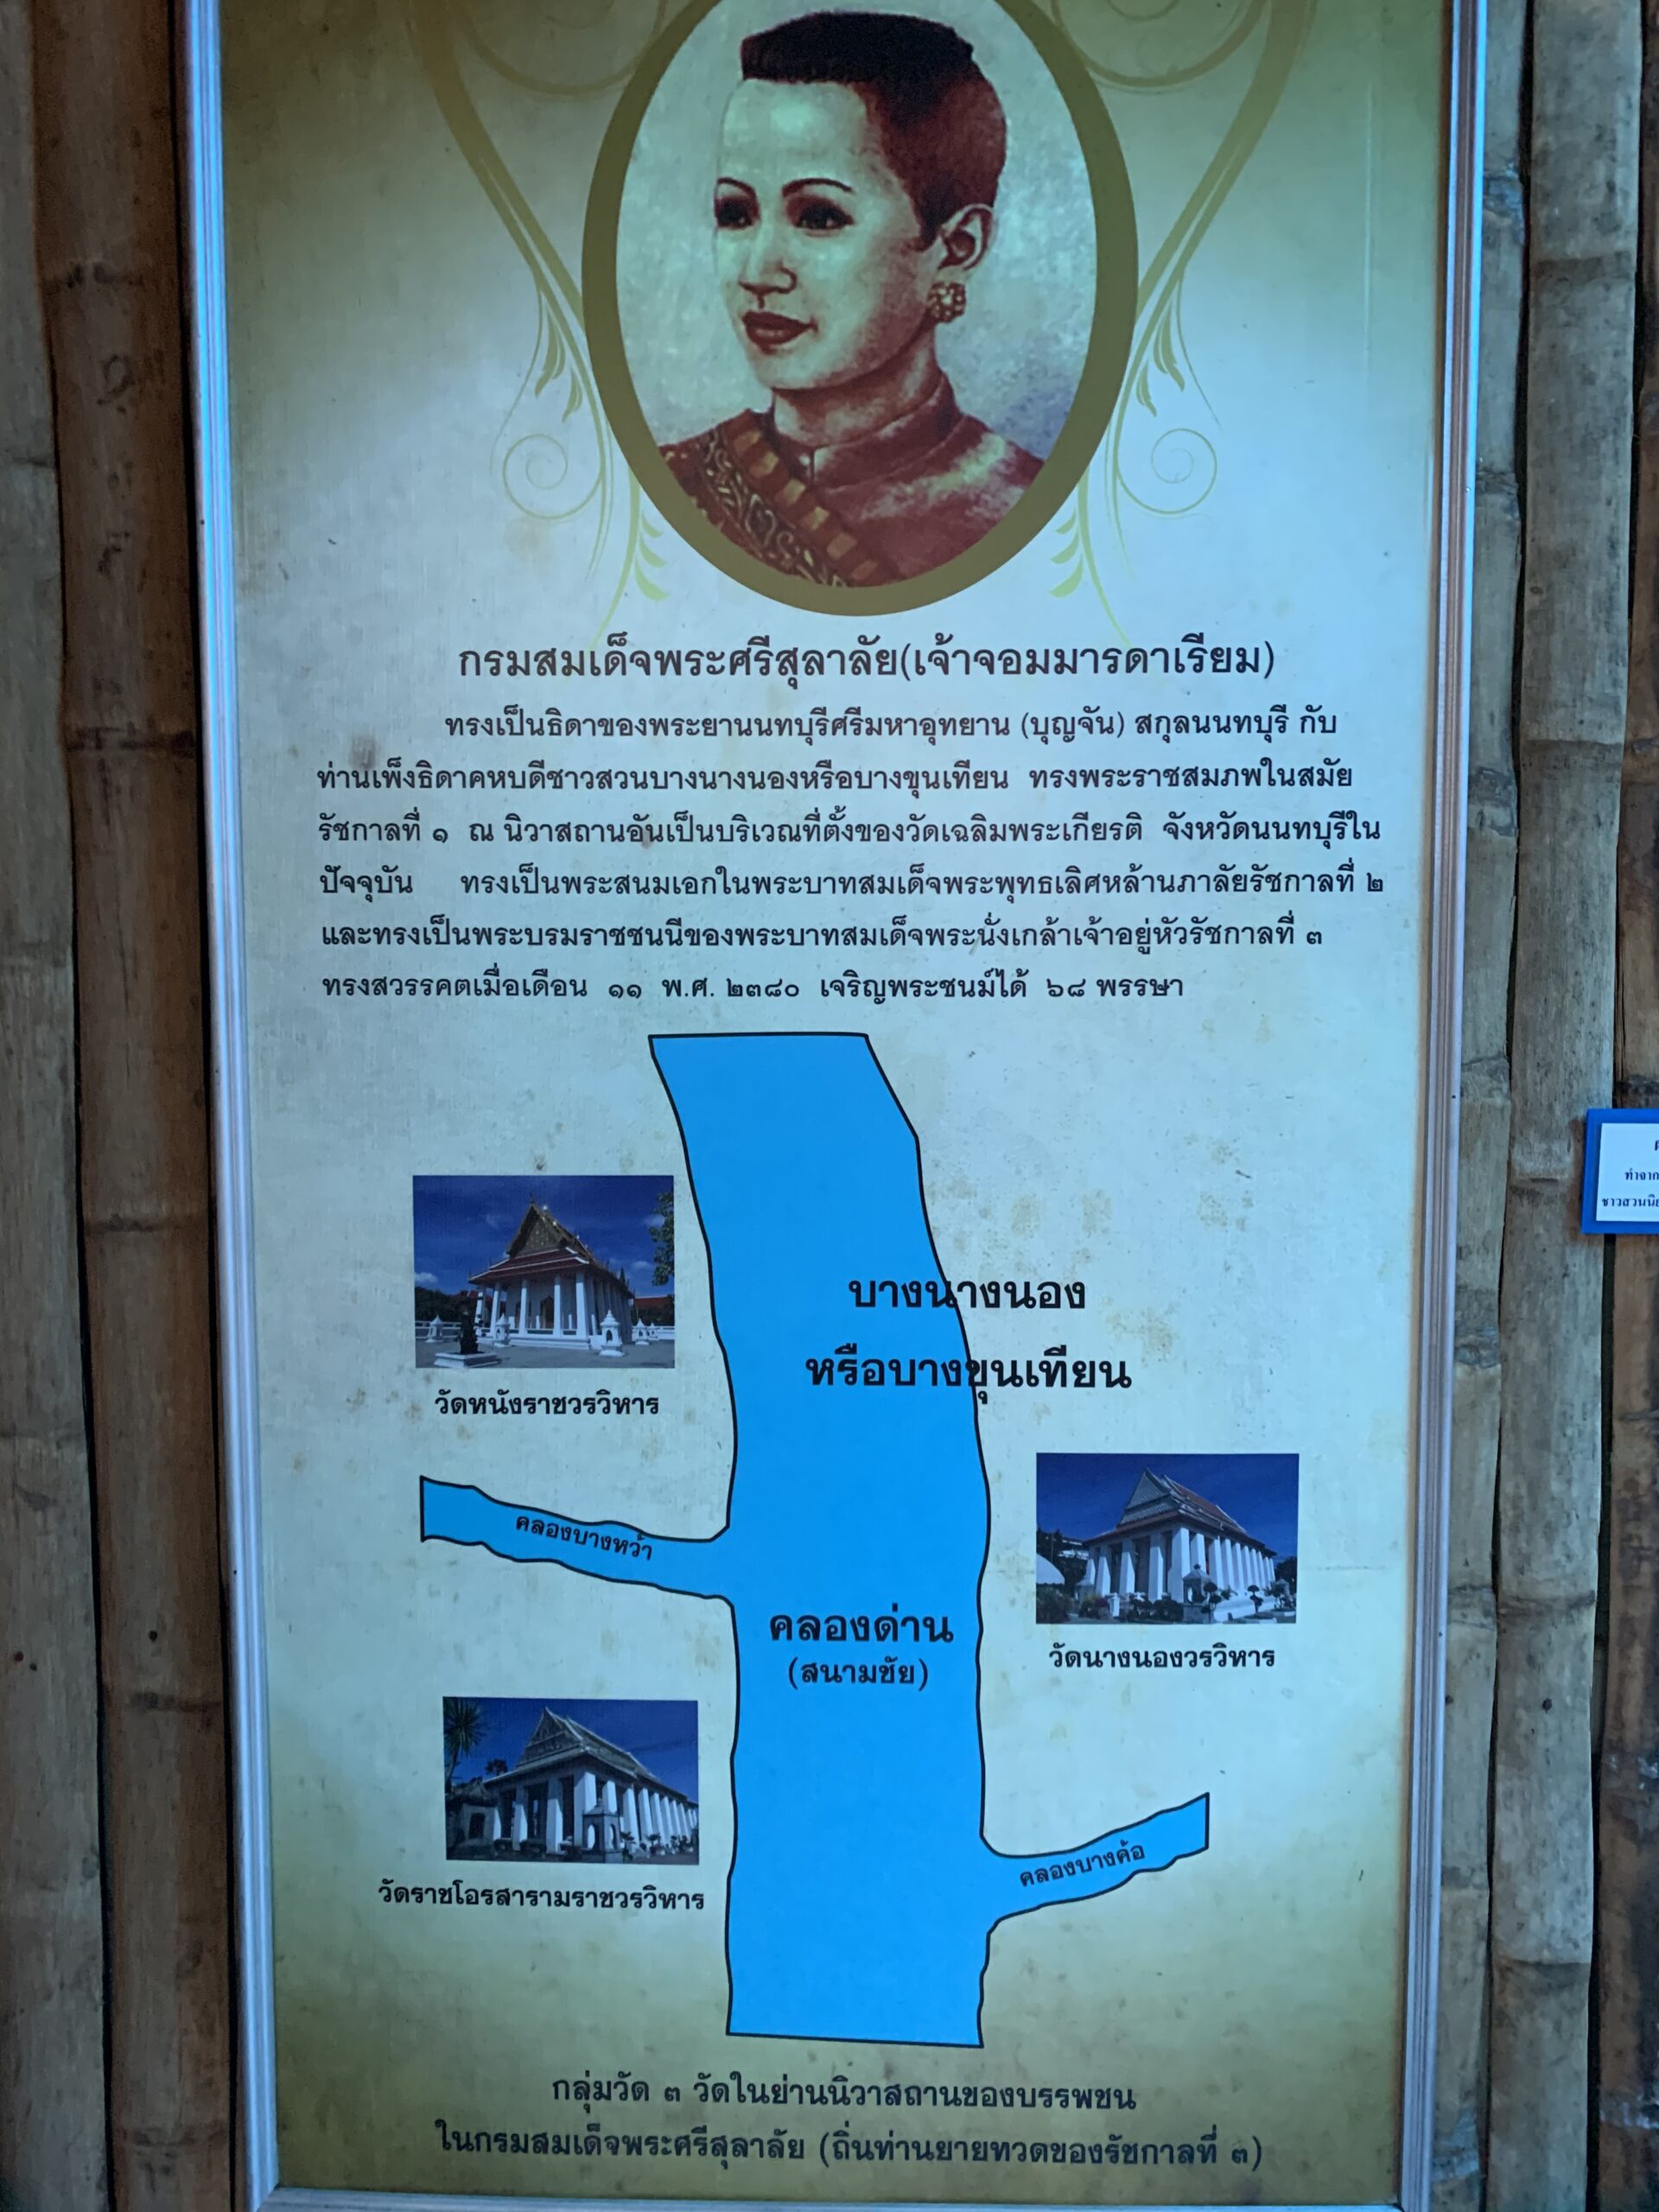 กรมสมเด็จพระศรีสุลาลัย(เจ้าจอมมารดาเรียม)
ทรงเป็นธิดาของพระยานนทบุรีศรีมหาอุทยาน (บุญจัน) สกุลนนทบุรี กับ
ท่านเพ็งธิดาคหบดีชาวสวนบางนางนองหรือบางขุนเทียน ทรงพระราชสมภพในสมัย
รัชกาลที่ ๑ ณ นิวาสถานอันเป็นบริเวณที่ตั้งของวัดเฉลิมพระเกียรติ จังหวัดนนทบุรีใน
ปัจจุบัน ทรงเป็นพระสนมเอกในพระบาทสมเด็จพระพุทธเลิศหล้านภาลัยรัชกาลที่ ๒
และทรงเป็นพระบรมราชชนนีของพระบาทสมเด็จพระนั่งเกล้าเจ้าอยู่หัวรัชกาลที่ ๓
ทรงสวรรคตเมื่อเดือน ๑๑ พ.ศ. ๒๓๘๐ เจริญพระชนม์ได้ ๖๘ พรรษา
บางนางนอง
หรือบางขุนเทียน
วัดหนังราชวรวิหาร
คลองบางหว้า
คลองด่าน
(สนามชัย)
วัดนางนองวรวิหาร
วัดราชโอรสารามราชวรวิหาร
คลองบางค้อ
กลุ่มวัด ๓ วัดในย่านนิวาสถานของบรรพชน
ในกรมสมเด็จพระศรีสุลาลัย (ถิ่นท่านยายทวดของรัชกาลที่ ๓)
ทำจาก